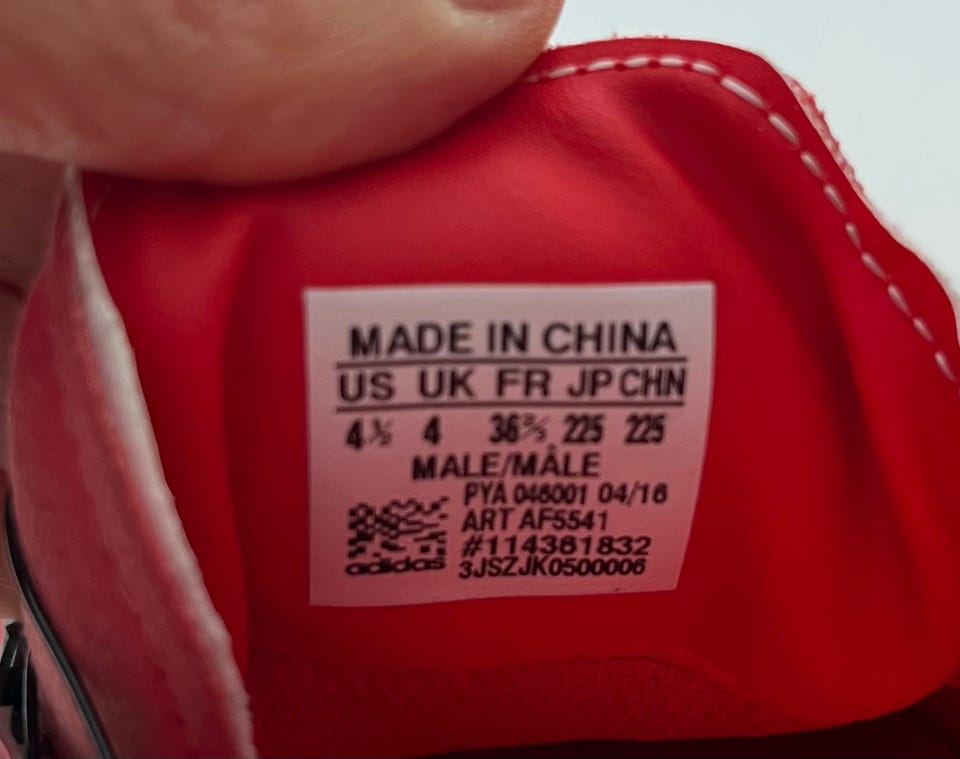 MADE IN CHINA
US UK FR JP CHN
4½ 4 36⅔ 225 225
MALE/MÂLE
PYA 046001 04/16
ART AF5541
#114361832
adidas 3JSZJK0500006